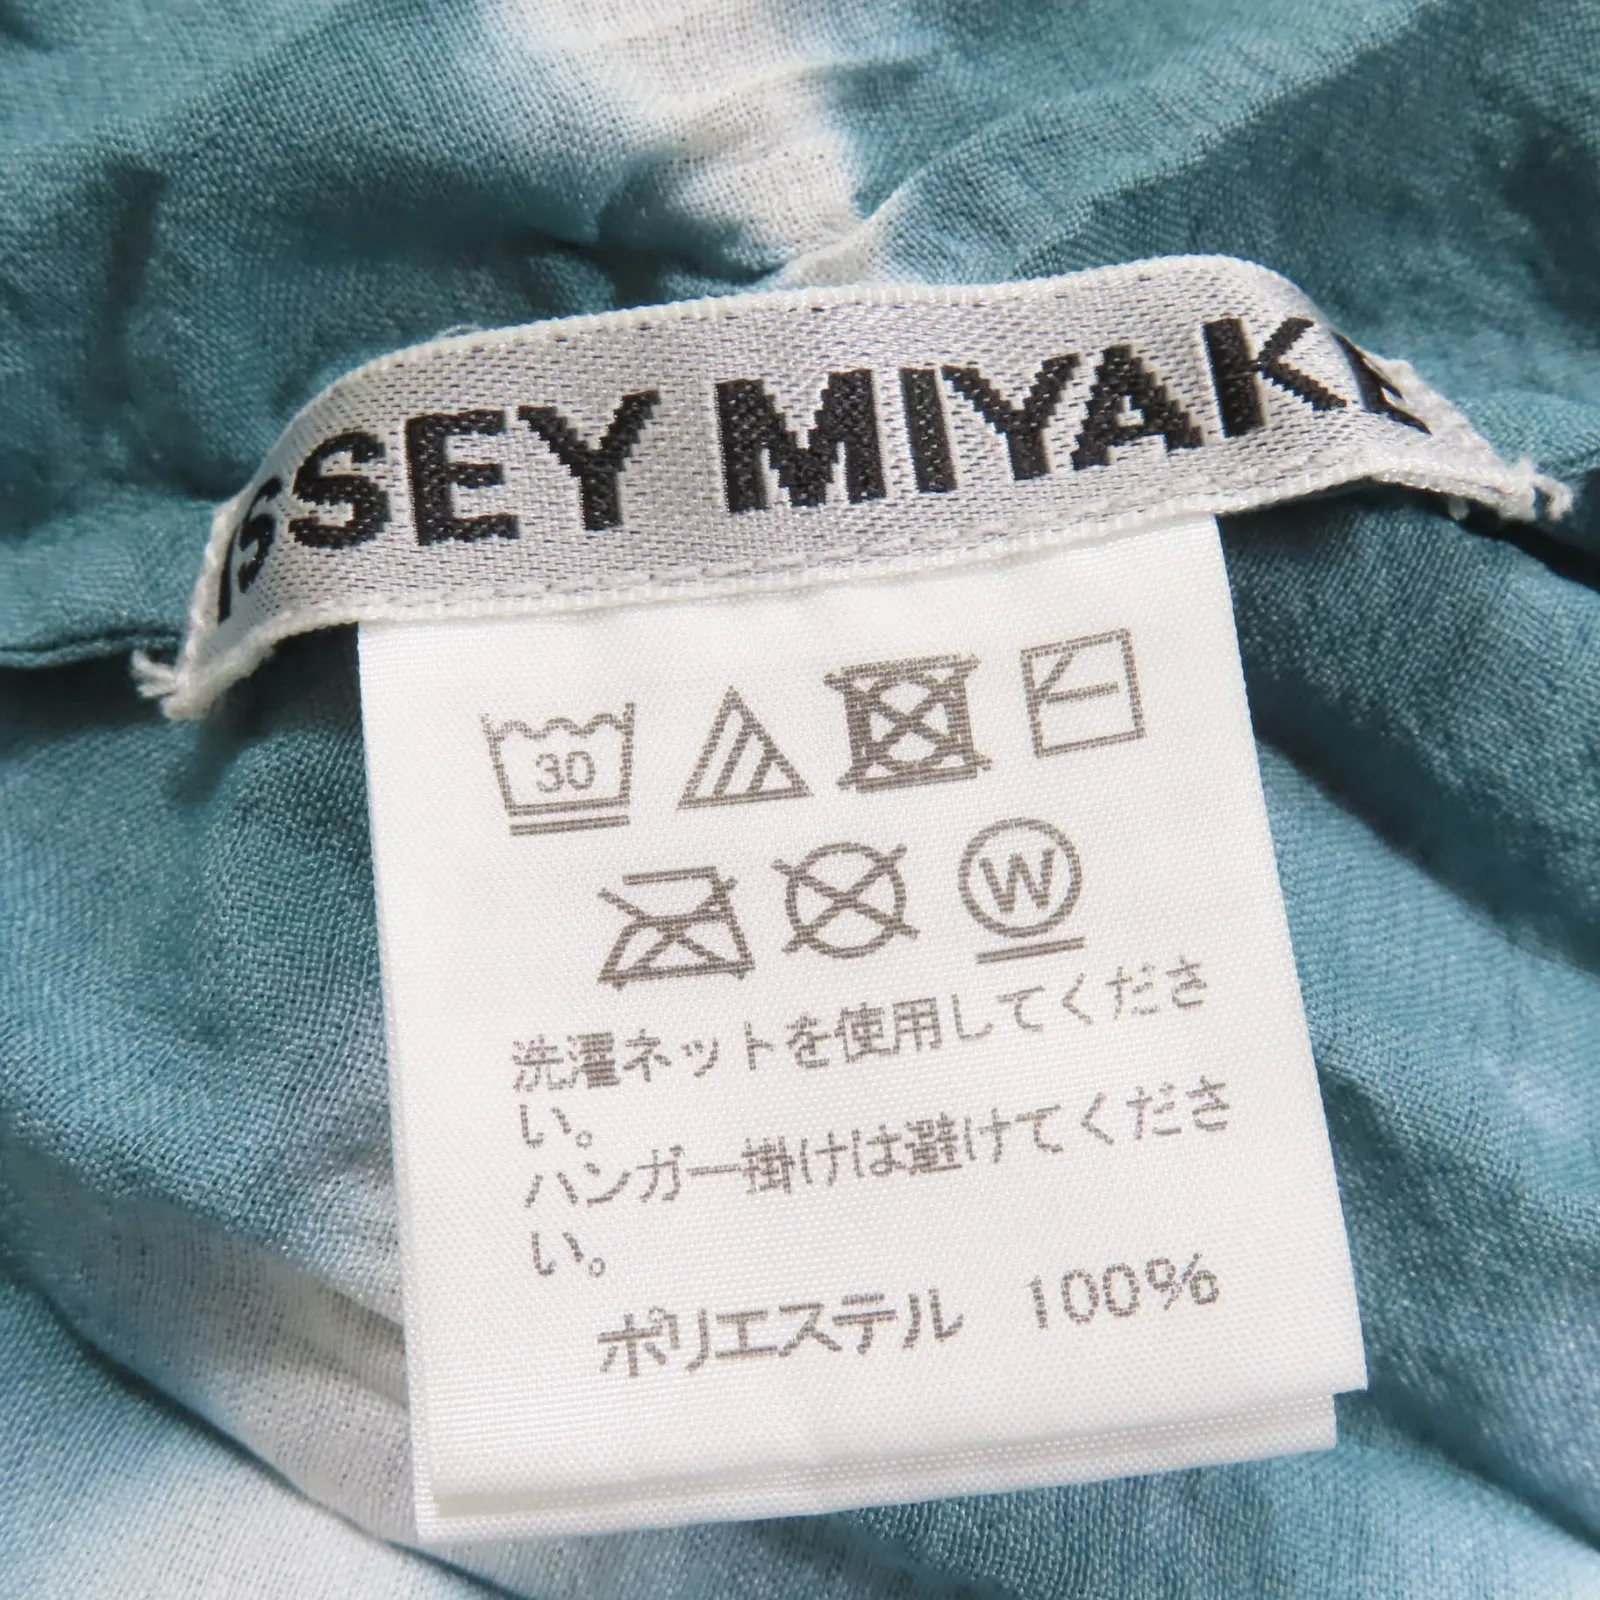 ISSEY MIYAKE
30
W
洗濯ネットを使用してくださ
い。
ハンガー掛けは避けてくださ
い。
ポリエステル 100%